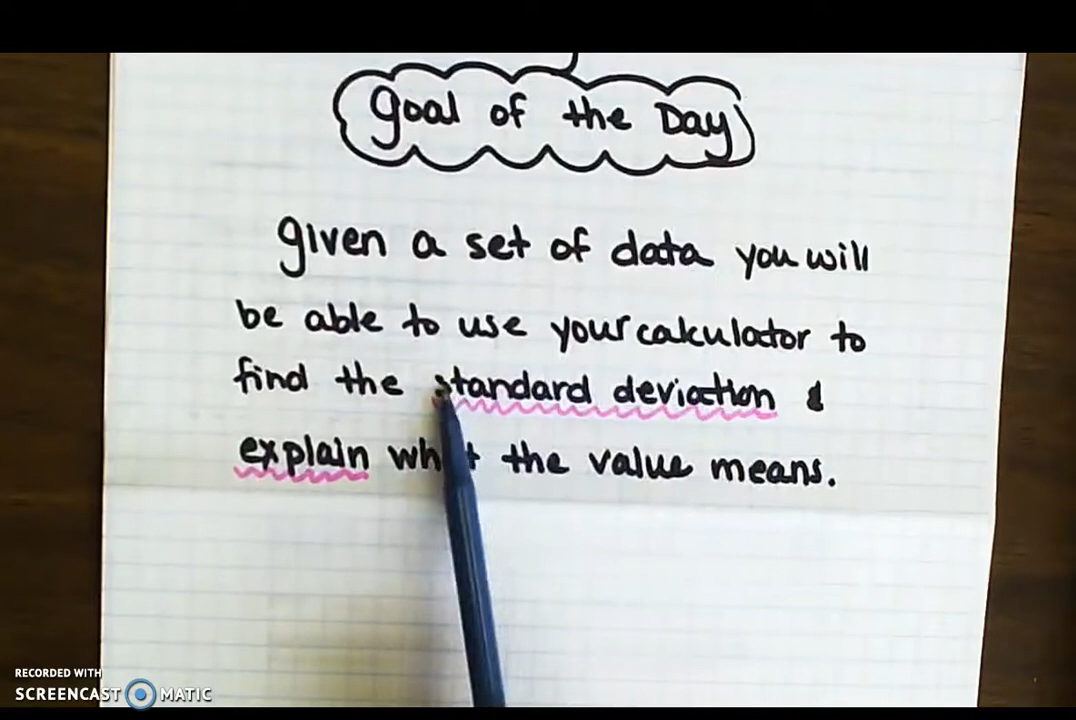 Goal of the Day
given a set of data you will
be able to use your calculator to
find the standard deviation &
explain the value means.
RECORDED WITH
SCREENCAST MATIC